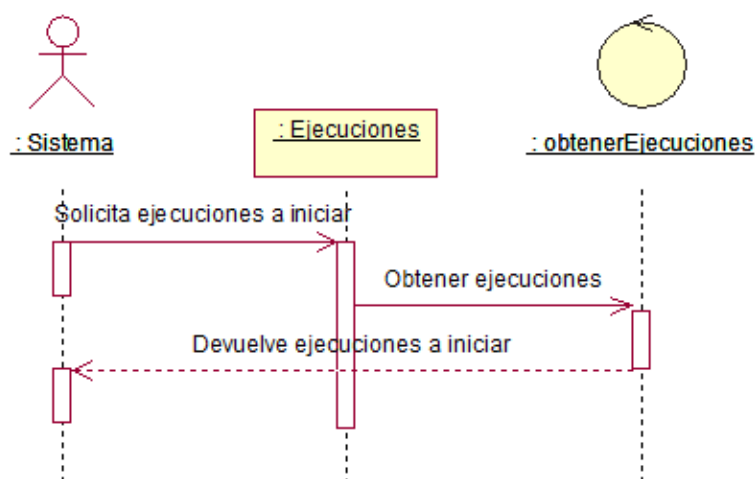 : Sistema
: Ejecuciones
: obtenerEjecuciones
Solicita ejecuciones a iniciar
Obtener ejecuciones
Devuelve ejecuciones a iniciar